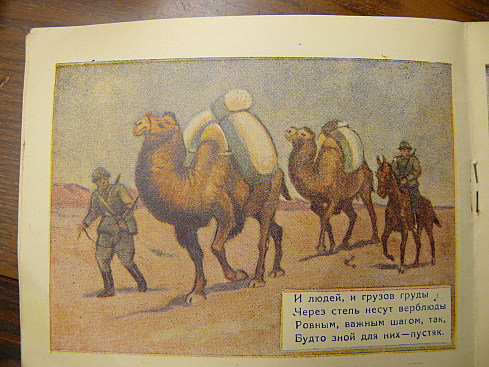 И людей, и грузов груды
Через степь несут верблюды
Ровным, важным шагом, так,
Будто зной для них—пустяк.